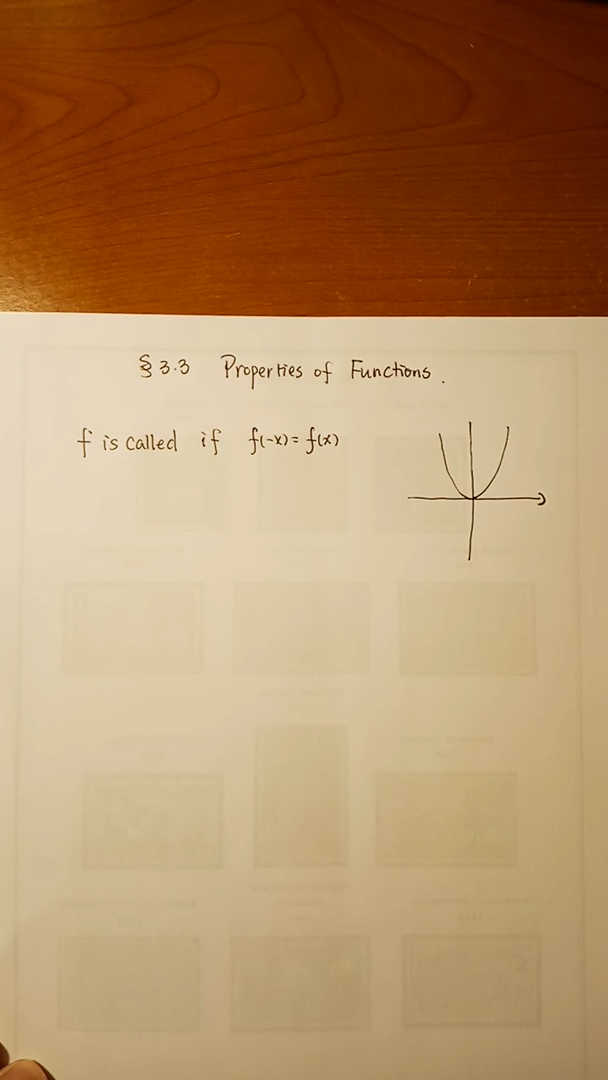 § 3.3 Properties of Functions.
f is called if f(-x) = f(x)